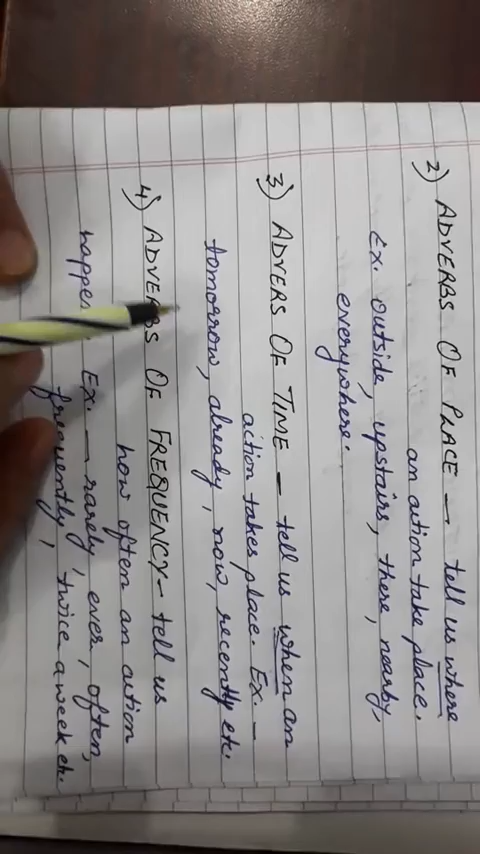 2) ADVERBS OF PLACE — tell us where
an action take place.
Ex. outside, upstairs, there, nearby,
everywhere.
3) ADVERS OF TIME — tell us when an
action takes place. Ex. —
tomorrow, already, now, recently etc.
4) ADVERBS OF FREQUENCY - tell us
how often an action
Ex. — rarely, ever, often,
frequently, twice a week etc.